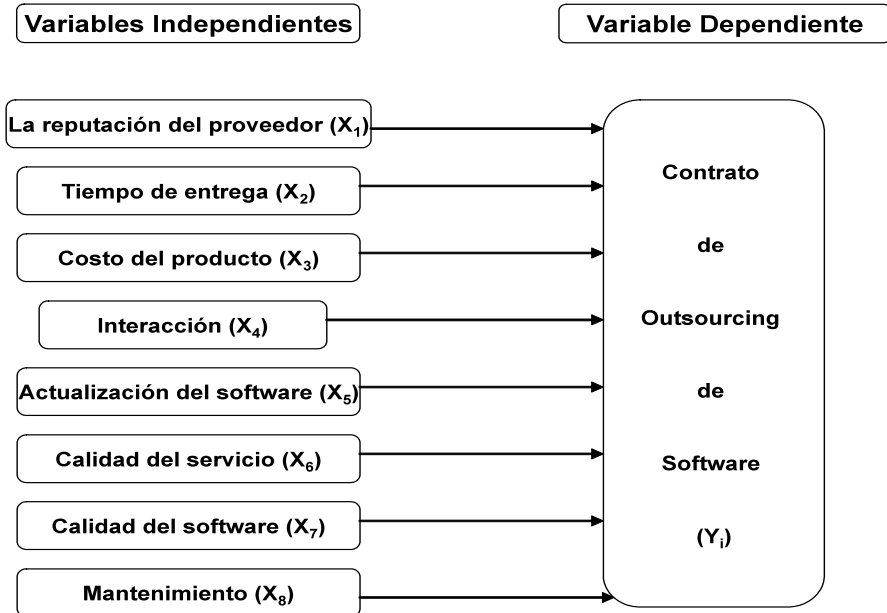 Variables Independientes
Variable Dependiente
La reputación del proveedor (X₁)
Tiempo de entrega (X₂)
Costo del producto (X₃)
Interacción (X₄)
Actualización del software (X₅)
Calidad del servicio (X₆)
Calidad del software (X₇)
Mantenimiento (X₈)
Contrato
de
Outsourcing
de
Software
(Yᵢ)